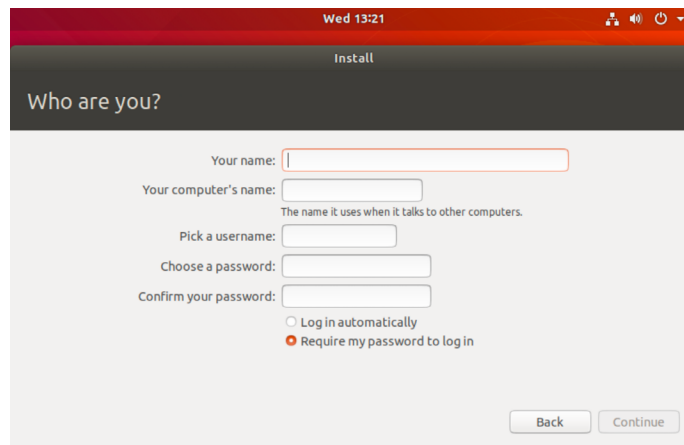 Wed 13:21
Install
Who are you?
Your name:
Your computer's name:
The name it uses when it talks to other computers.
Pick a username:
Choose a password:
Confirm your password:
Log in automatically
Require my password to log in
Back Continue